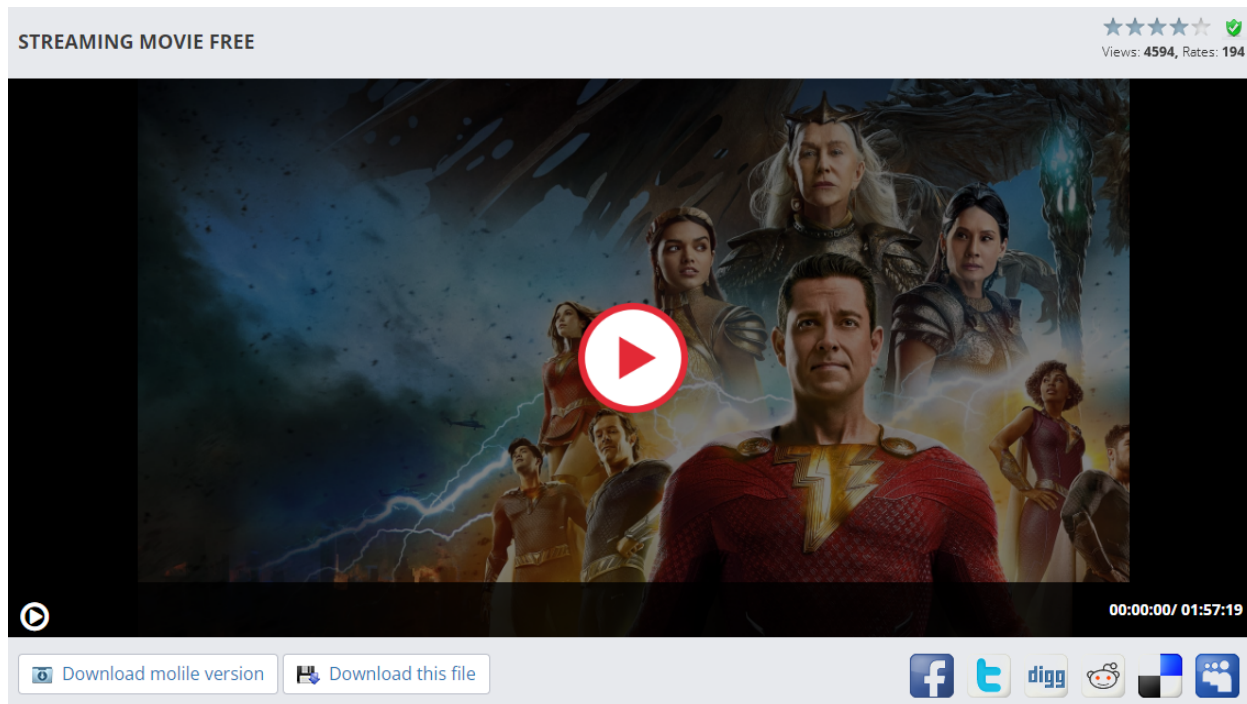 STREAMING MOVIE FREE
Views: 4594, Rates: 194
00:00:00/ 01:57:19
Download molile version
Download this file
digg